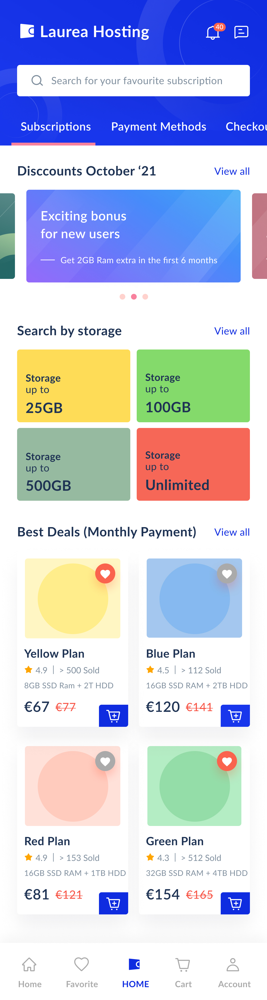 Laurea Hosting
40
Search for your favourite subscription
Subscriptions
Payment Methods
Disccounts October ‘21
View all
Exciting bonus
for new users
Get 2GB Ram extra in the first 6 months
Search by storage
View all
Storage
up to
25GB
Storage
up to
100GB
Storage
up to
500GB
Storage
up to
Unlimited
Best Deals (Monthly Payment)
View all
Yellow Plan
4.9 | > 500 Sold
8GB SSD Ram + 2T HDD
€67 €77
Blue Plan
4.5 | > 112 Sold
16GB SSD RAM + 2TB HDD
€120 €141
Red Plan
4.9 | > 153 Sold
16GB SSD RAM + 1TB HDD
€81 €121
Green Plan
4.3 | > 512 Sold
32GB SSD RAM + 4TB HDD
€154 €165
Home
Favorite
HOME
Cart
Account